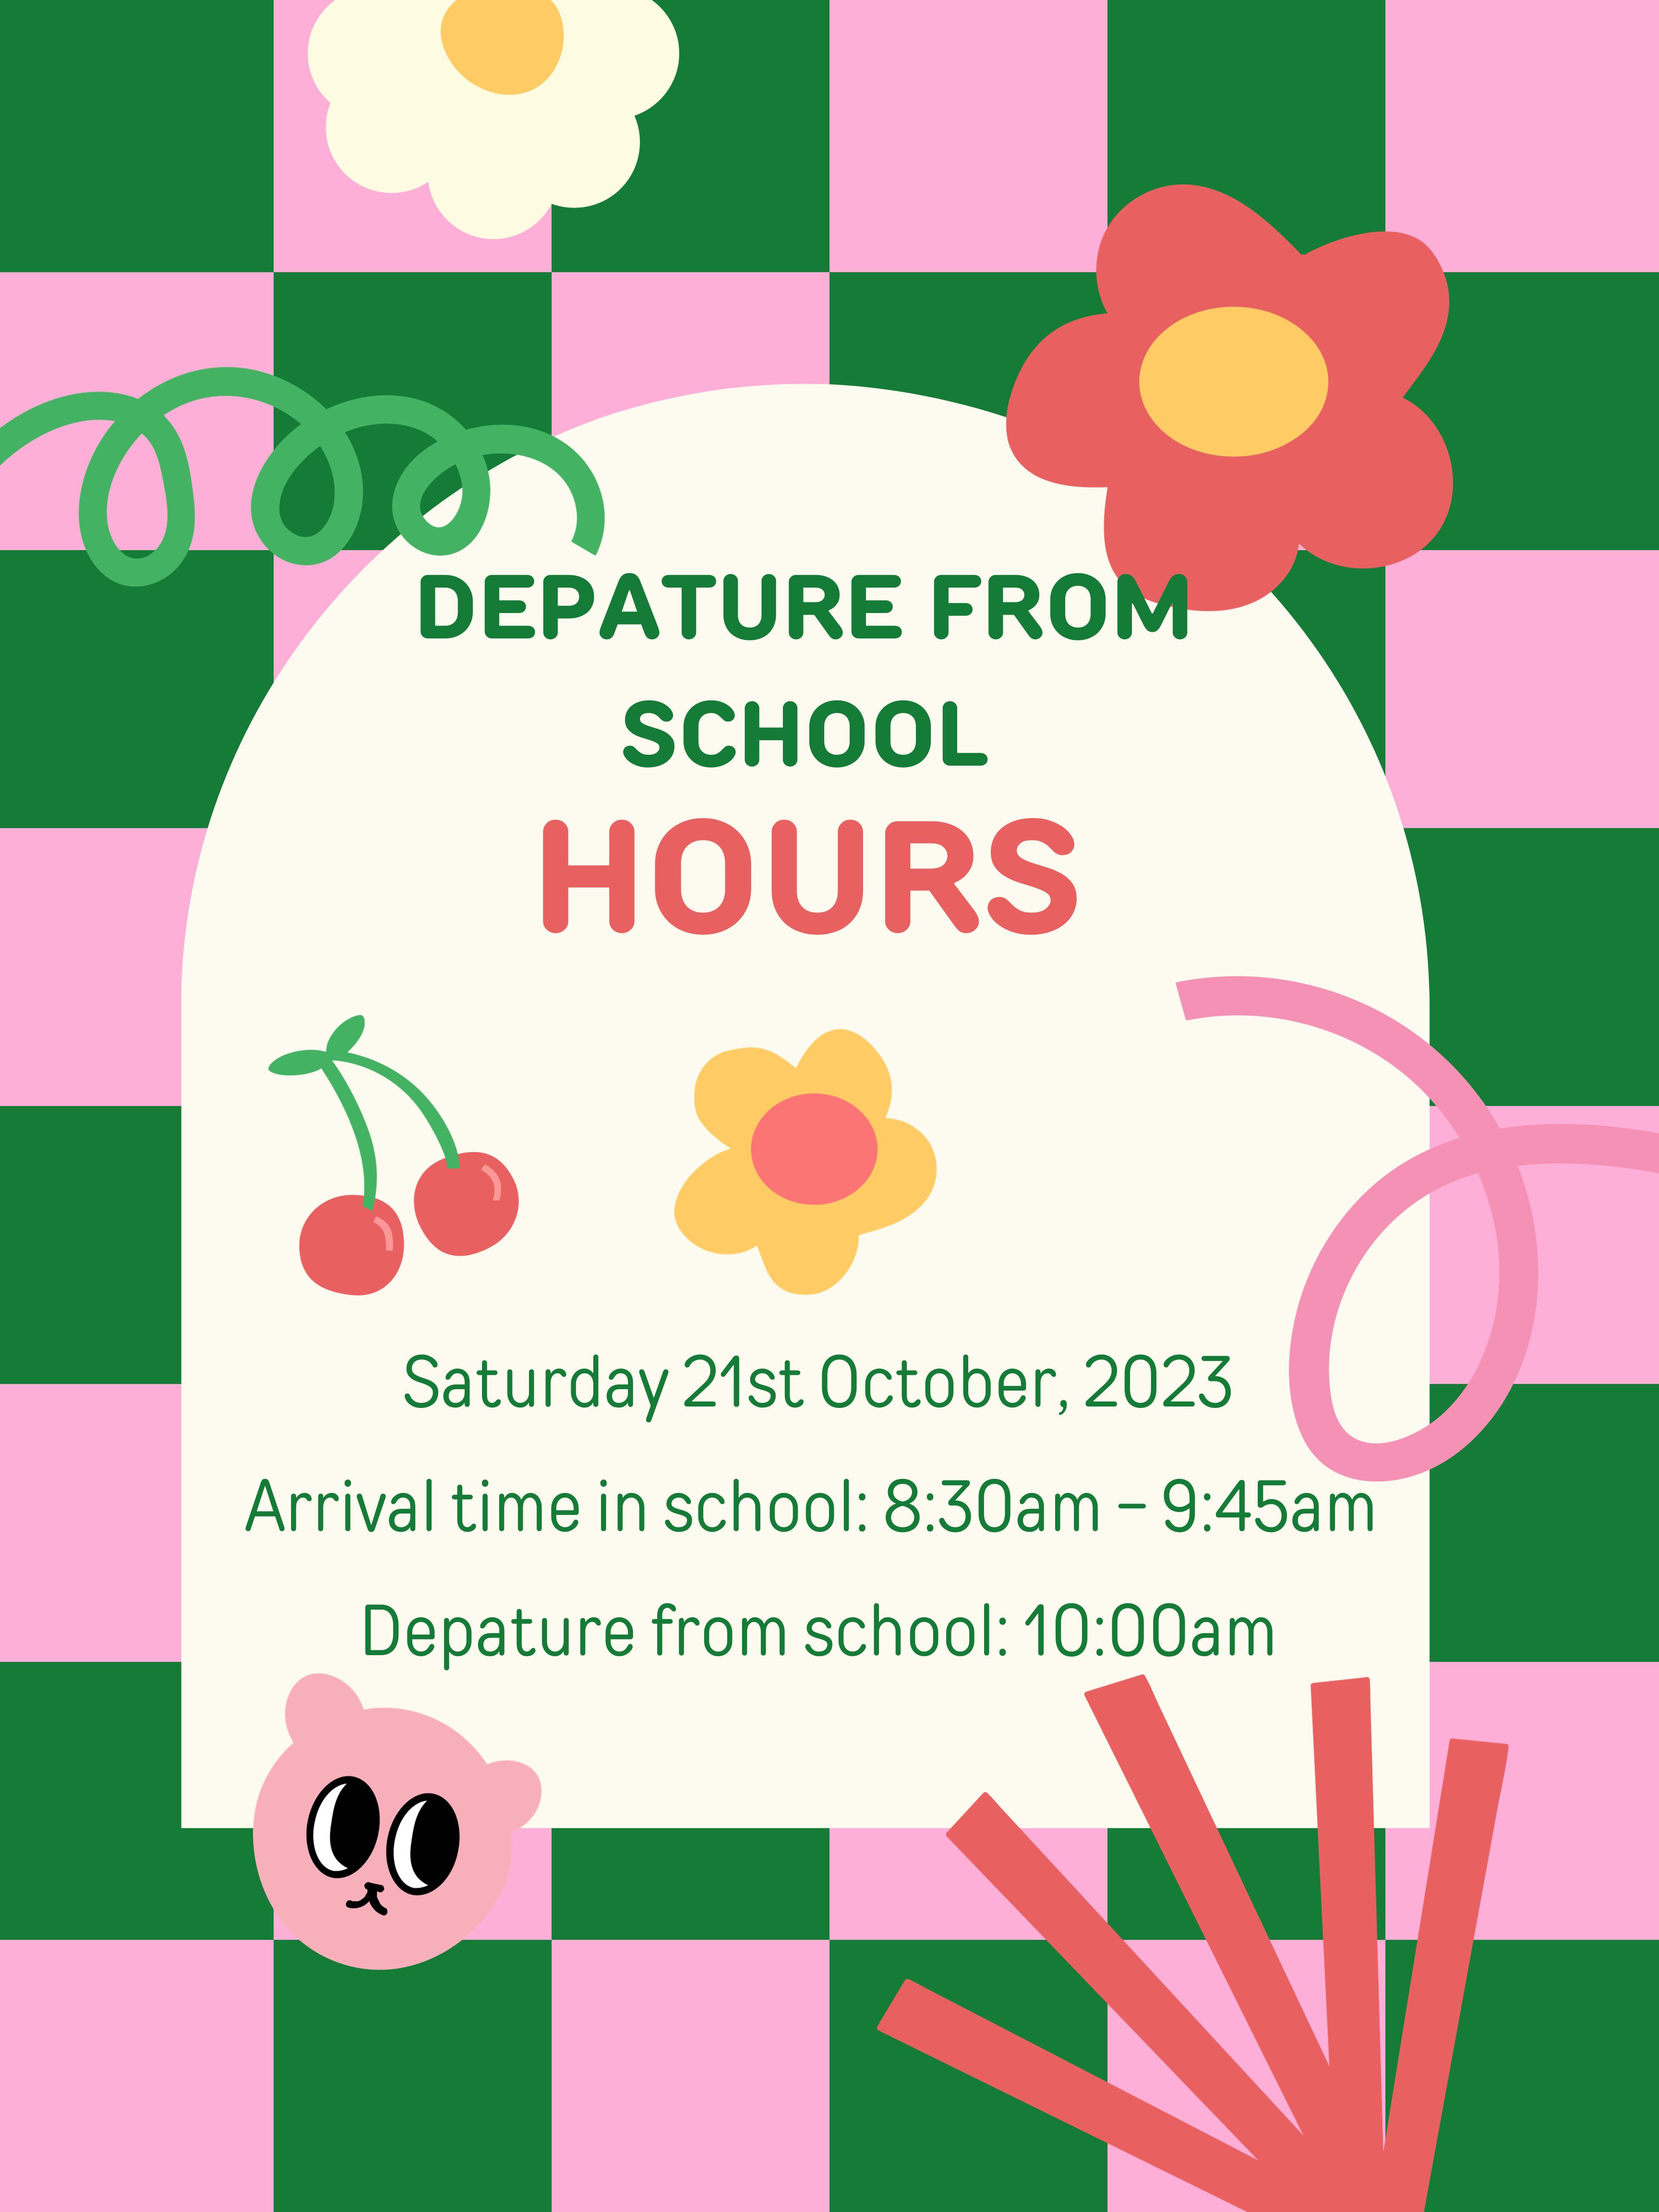 DEPATURE FROM
SCHOOL
HOURS
Saturday 21st October, 2023
Arrival time in school: 8:30am – 9:45am
Depature from school: 10:00am